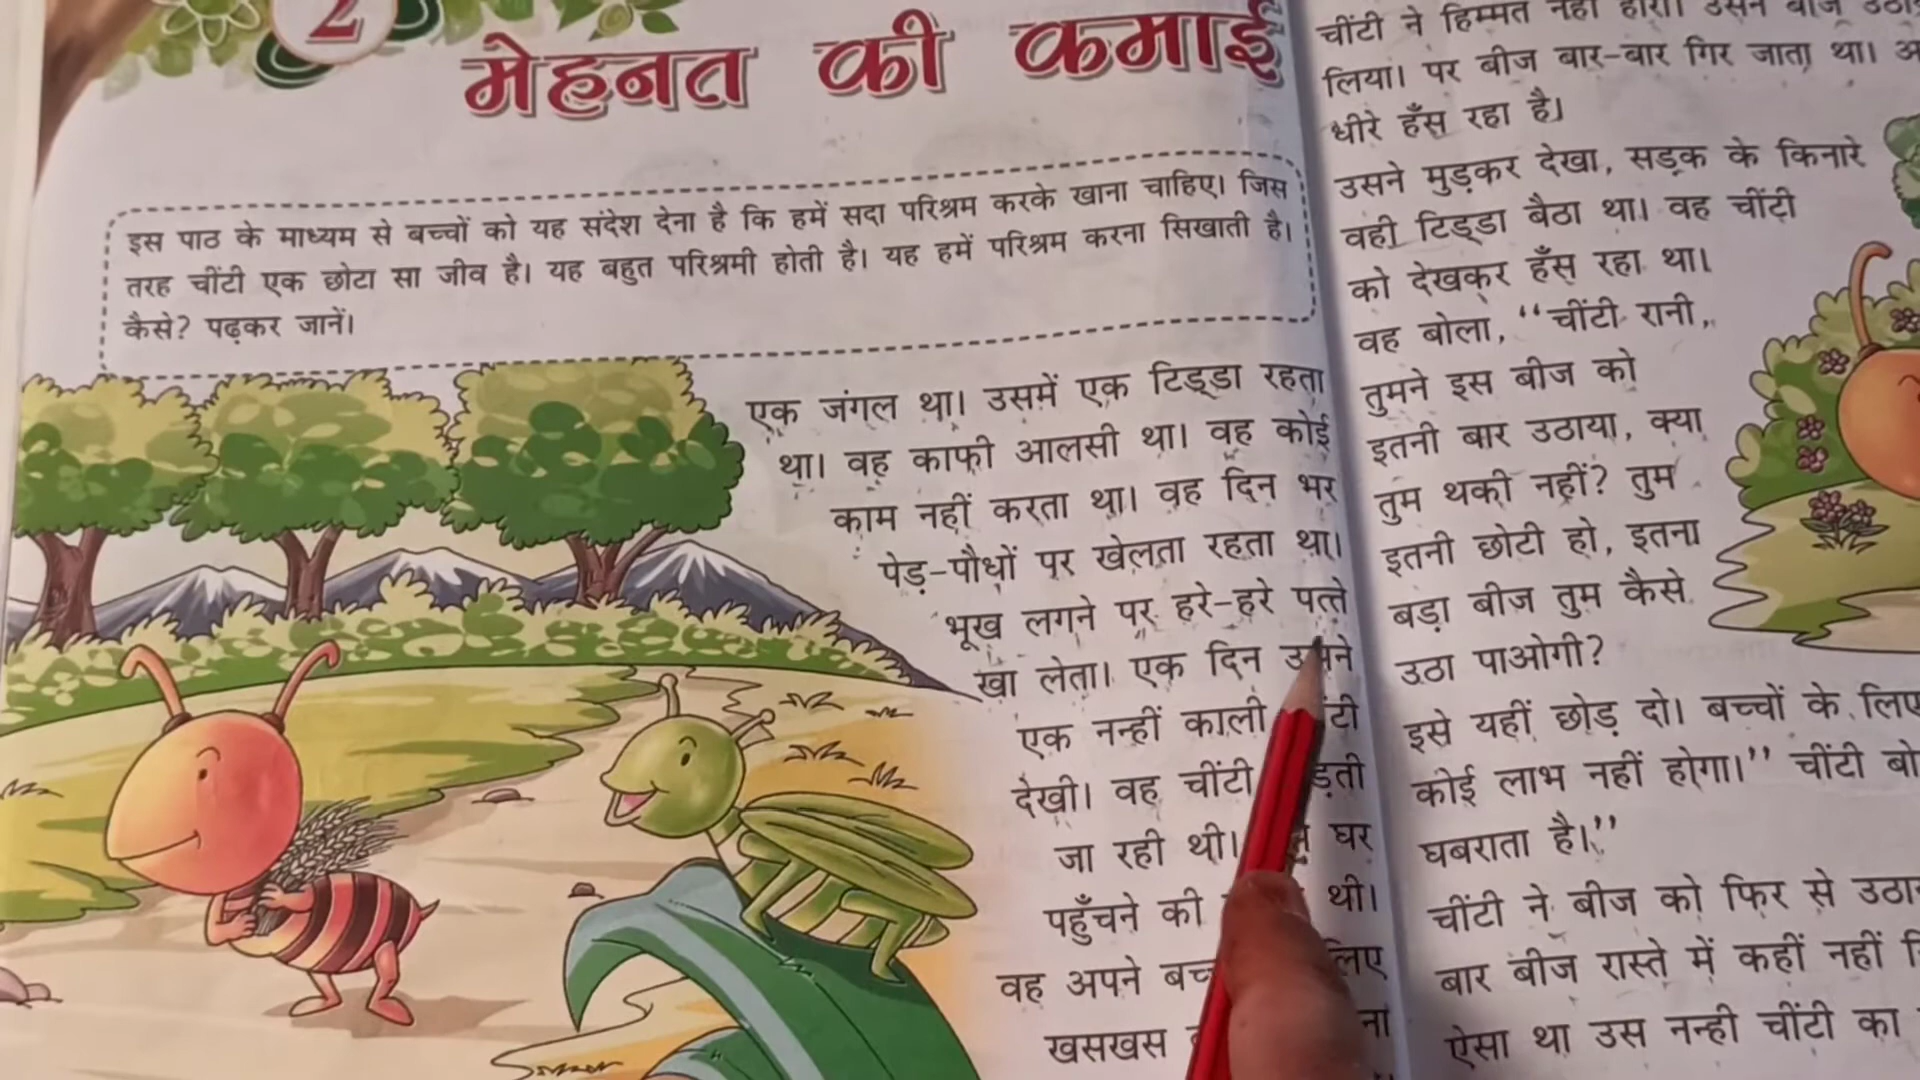 2
मेहनत की कमाई
इस पाठ के माध्यम से बच्चों को यह संदेश देना है कि हमें सदा परिश्रम करके खाना चाहिए। जिस
तरह चींटी एक छोटा सा जीव है। यह बहुत परिश्रमी होती है। यह हमें परिश्रम करना सिखाती है।
कैसे? पढ़कर जानें।
एक जंगल था। उसमें एक टिड्डा रहता
था। वह काफी आलसी था। वह कोई
काम नहीं करता था। वह दिन भर
पेड़-पौधों पर खेलता रहता था।
भूख लगने पर हरे-हरे पत्ते
खा लेता। एक दिन उसने
एक नन्हीं काली
देखी। वह चींटी
जा रही थी। घर
पहुँचने की थी।
वह अपने
खसखस
चींटी ने हिम्मत नहीं हारी। उसने बीज
लिया। पर बीज बार-बार गिर जाता था।
धीरे हँस रहा है।
उसने मुड़कर देखा, सड़क के किनारे
वही टिड्डा बैठा था। वह चींटी
को देखकर हँस रहा था।
वह बोला, “चींटी रानी,
तुमने इस बीज को
इतनी बार उठाया, क्या
तुम थकी नहीं? तुम
इतनी छोटी हो, इतना
बड़ा बीज तुम कैसे
उठा पाओगी?
इसे यहीं छोड़ दो। बच्चों के लिए
कोई लाभ नहीं होगा।” चींटी
घबराता है।”
चींटी ने बीज को फिर से
बार बीज रास्ते में कहीं नहीं
ऐसा था उस नन्ही चींटी का